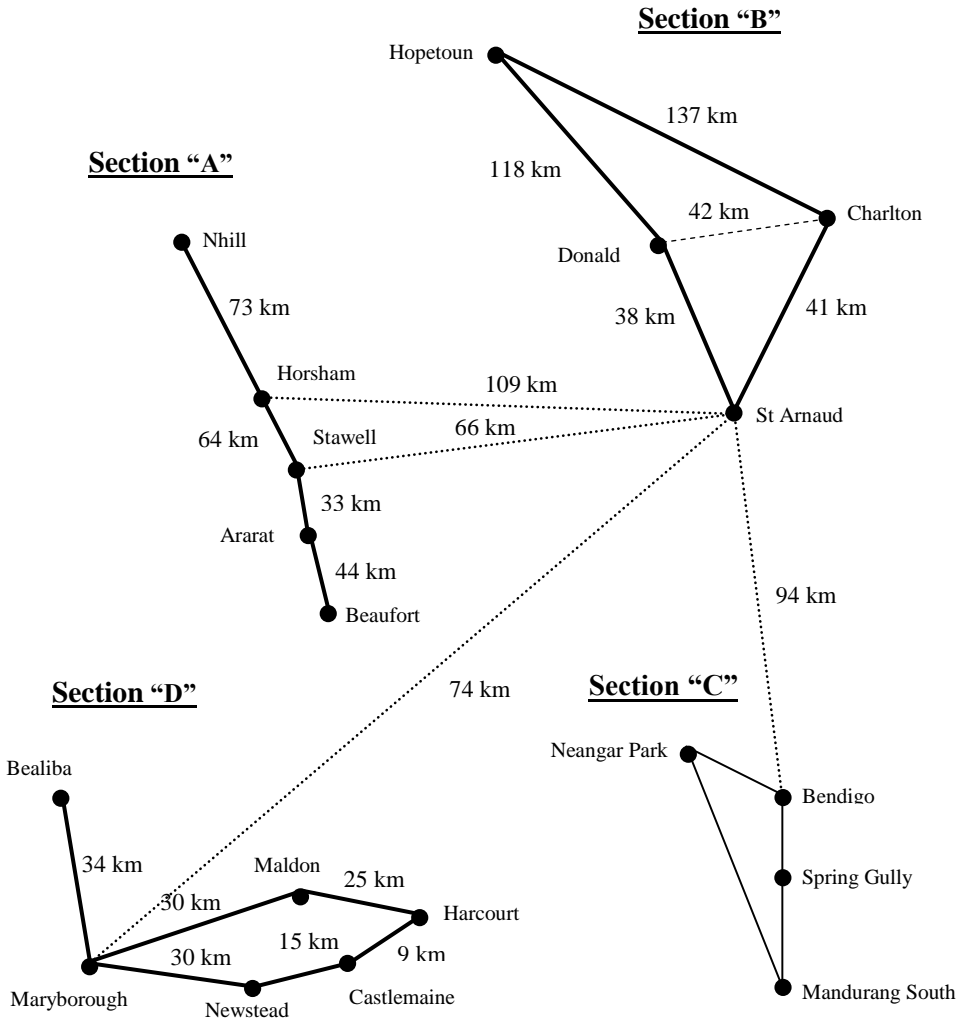 Section “B”
Hopetoun
137 km
Section “A”
118 km
42 km
Charlton
Nhill
Donald
73 km
38 km
41 km
Horsham
109 km
St Arnaud
64 km
Stawell
66 km
33 km
Ararat
44 km
94 km
Beaufort
74 km
Section “D”
Section “C”
Neangar Park
Bealiba
Bendigo
34 km
Maldon
25 km
Spring Gully
30 km
Harcourt
15 km
9 km
30 km
Maryborough
Castlemaine
Mandurang South
Newstead